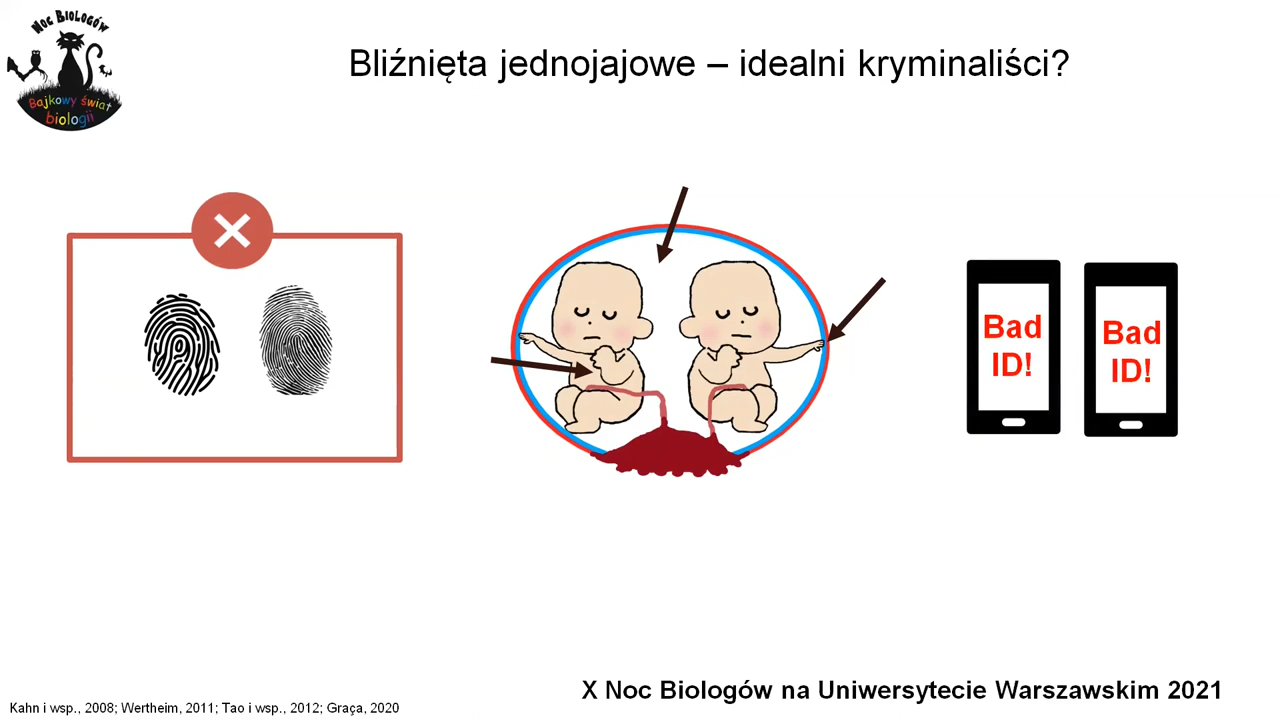 Noc Biologów
Bajkowy świat
biologii
Bliźnięta jednojajowe – idealni kryminaliści?
Bad
ID!
Bad
ID!
X Noc Biologów na Uniwersytecie Warszawskim 2021
Kahn i wsp., 2008; Wertheim, 2011; Tao i wsp., 2012; Graça, 2020